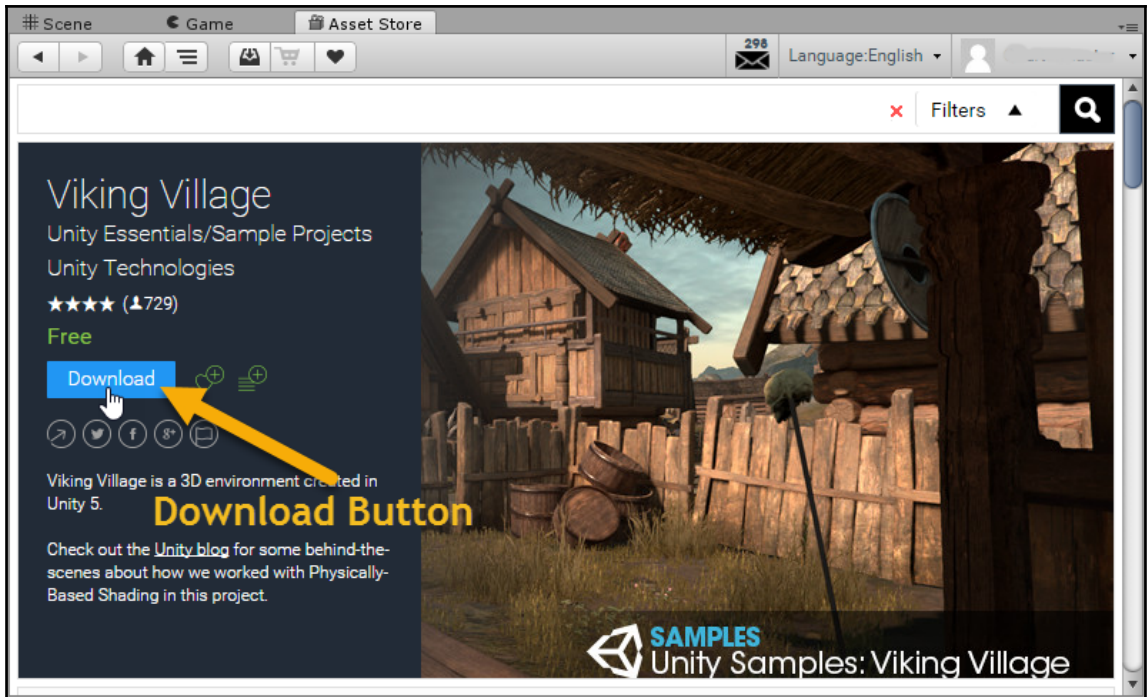 Scene Game Asset Store
298
Language:English
Filters
Viking Village
Unity Essentials/Sample Projects
Unity Technologies
★★★★ (729)
Free
Download
Viking Village is a 3D environment created in
Unity 5.
Download Button
Check out the Unity blog for some behind-the-
scenes about how we worked with Physically-
Based Shading in this project.
SAMPLES
Unity Samples: Viking Village